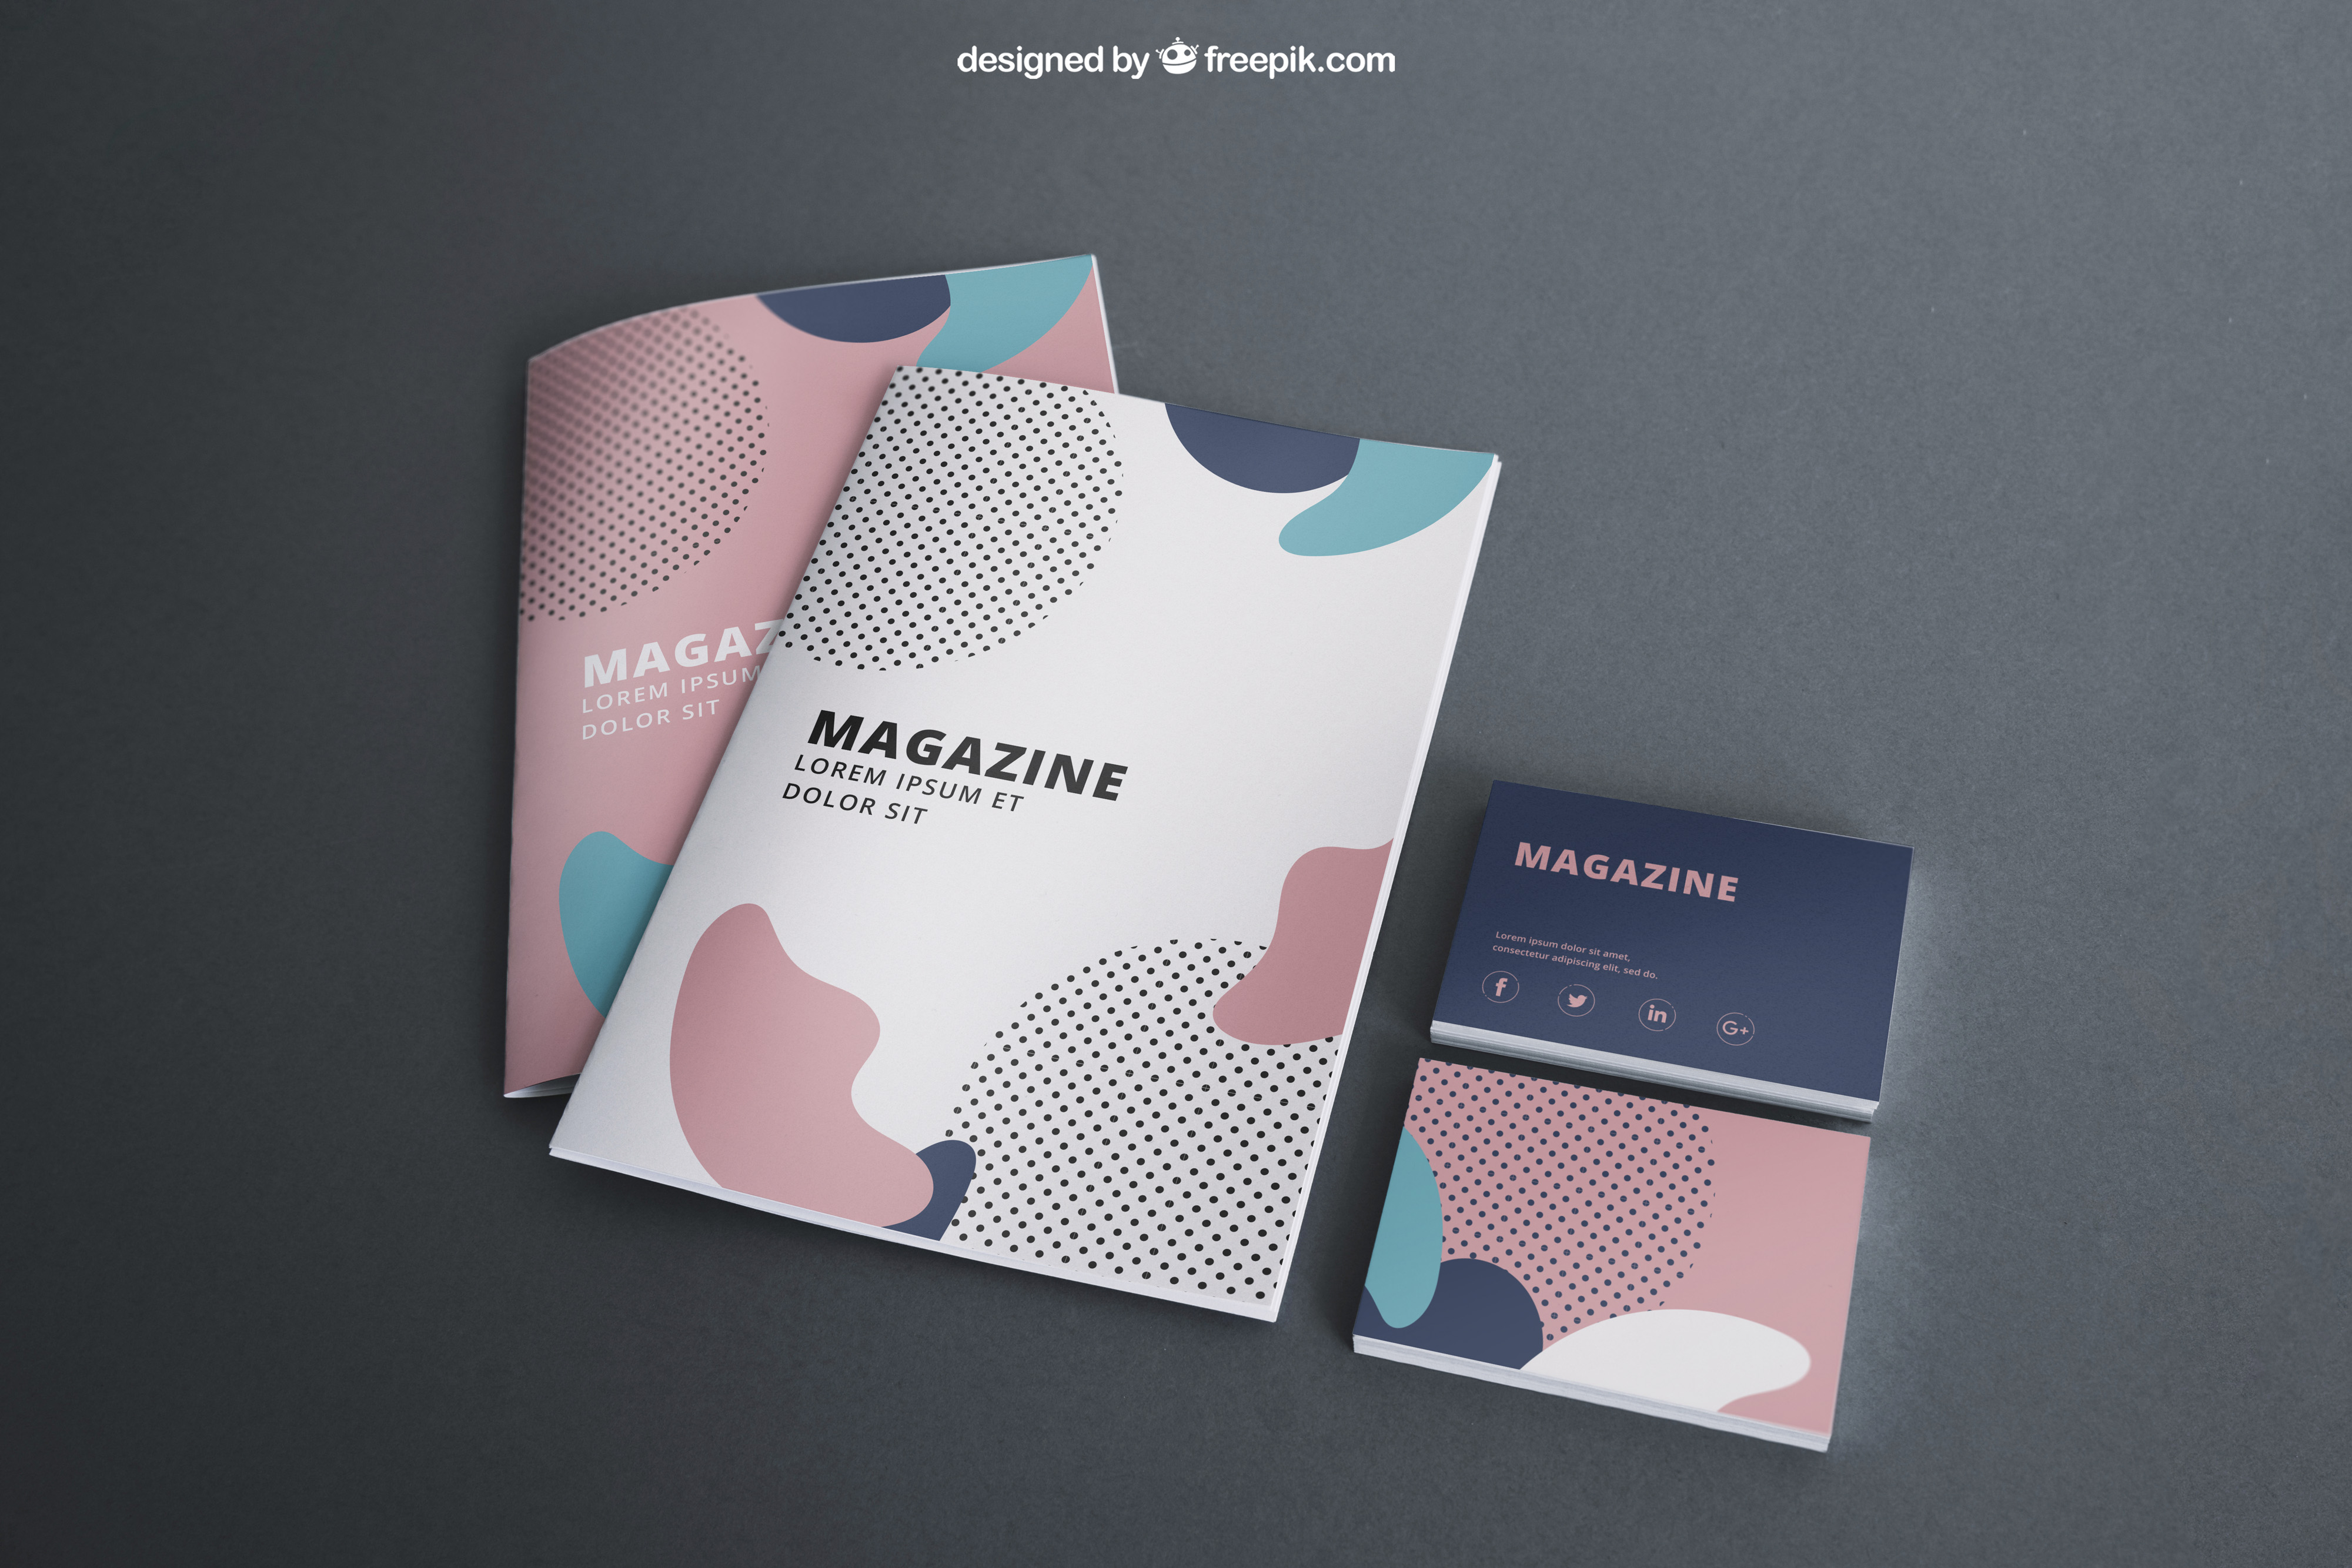 designed by freepik.com
MAGAZ
LOREM IPSUM
DOLOR SIT
MAGAZINE
LOREM IPSUM ET
DOLOR SIT
MAGAZINE
Lorem ipsum dolor sit amet,
consectetur adipiscing elit, sed do.
f
in
G+